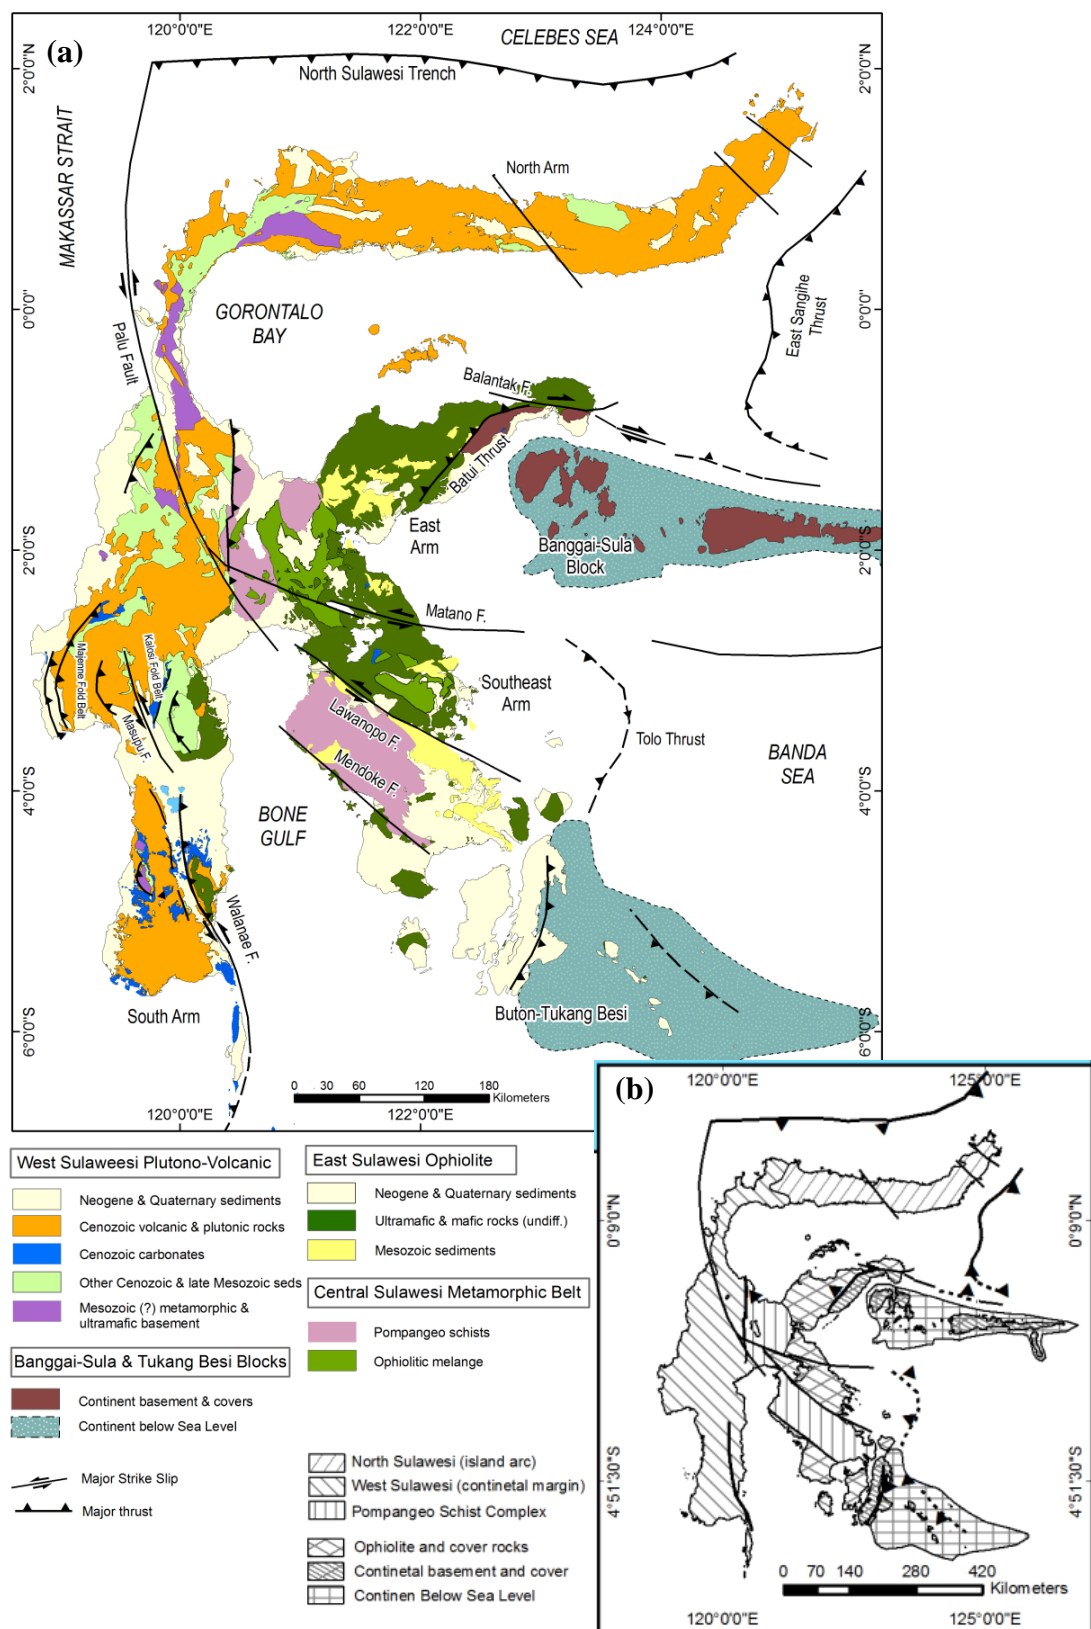 (a)
120°0'0"E
122°0'0"E
124°0'0"E
CELEBES SEA
2°0'0"N
2°0'0"N
North Sulawesi Trench
MAKASSAR STRAIT
North Arm
0°0'0"
0°0'0"
GORONTALO
BAY
East Sangihe
Thrust
Palu Fault
Balantak F.
Batui Thrust
East
Arm
2°0'0"S
2°0'0"S
Banggai-Sula
Block
Matano F.
Majenne Fold Belt
Kalosi Fold Belt
Masupu F.
Southeast
Arm
Lawanopo F.
Tolo Thrust
Mendoke F.
BANDA
SEA
4°0'0"S
4°0'0"S
BONE
GULF
Walanae F.
South Arm
Buton-Tukang Besi
6°0'0"S
6°0'0"S
0 30 60 120 180
Kilometers
120°0'0"E
122°0'0"E
West Sulaweesi Plutono-Volcanic
Neogene & Quaternary sediments
Cenozoic volcanic & plutonic rocks
Cenozoic carbonates
Other Cenozoic & late Mesozoic seds
Mesozoic (?) metamorphic &
ultramafic basement
Banggai-Sula & Tukang Besi Blocks
Continent basement & covers
Continent below Sea Level
Major Strike Slip
Major thrust
East Sulawesi Ophiolite
Neogene & Quaternary sediments
Ultramafic & mafic rocks (undiff.)
Mesozoic sediments
Central Sulawesi Metamorphic Belt
Pompangeo schists
Ophiolitic melange
North Sulawesi (island arc)
West Sulawesi (continetal margin)
Pompangeo Schist Complex
Ophiolite and cover rocks
Continetal basement and cover
Continen Below Sea Level
(b)
120°0'0"E
125°0'0"E
0°9'0"N
0°9'0"N
4°51'30"S
4°51'30"S
0 70 140 280 420
Kilometers
120°0'0"E
125°0'0"E